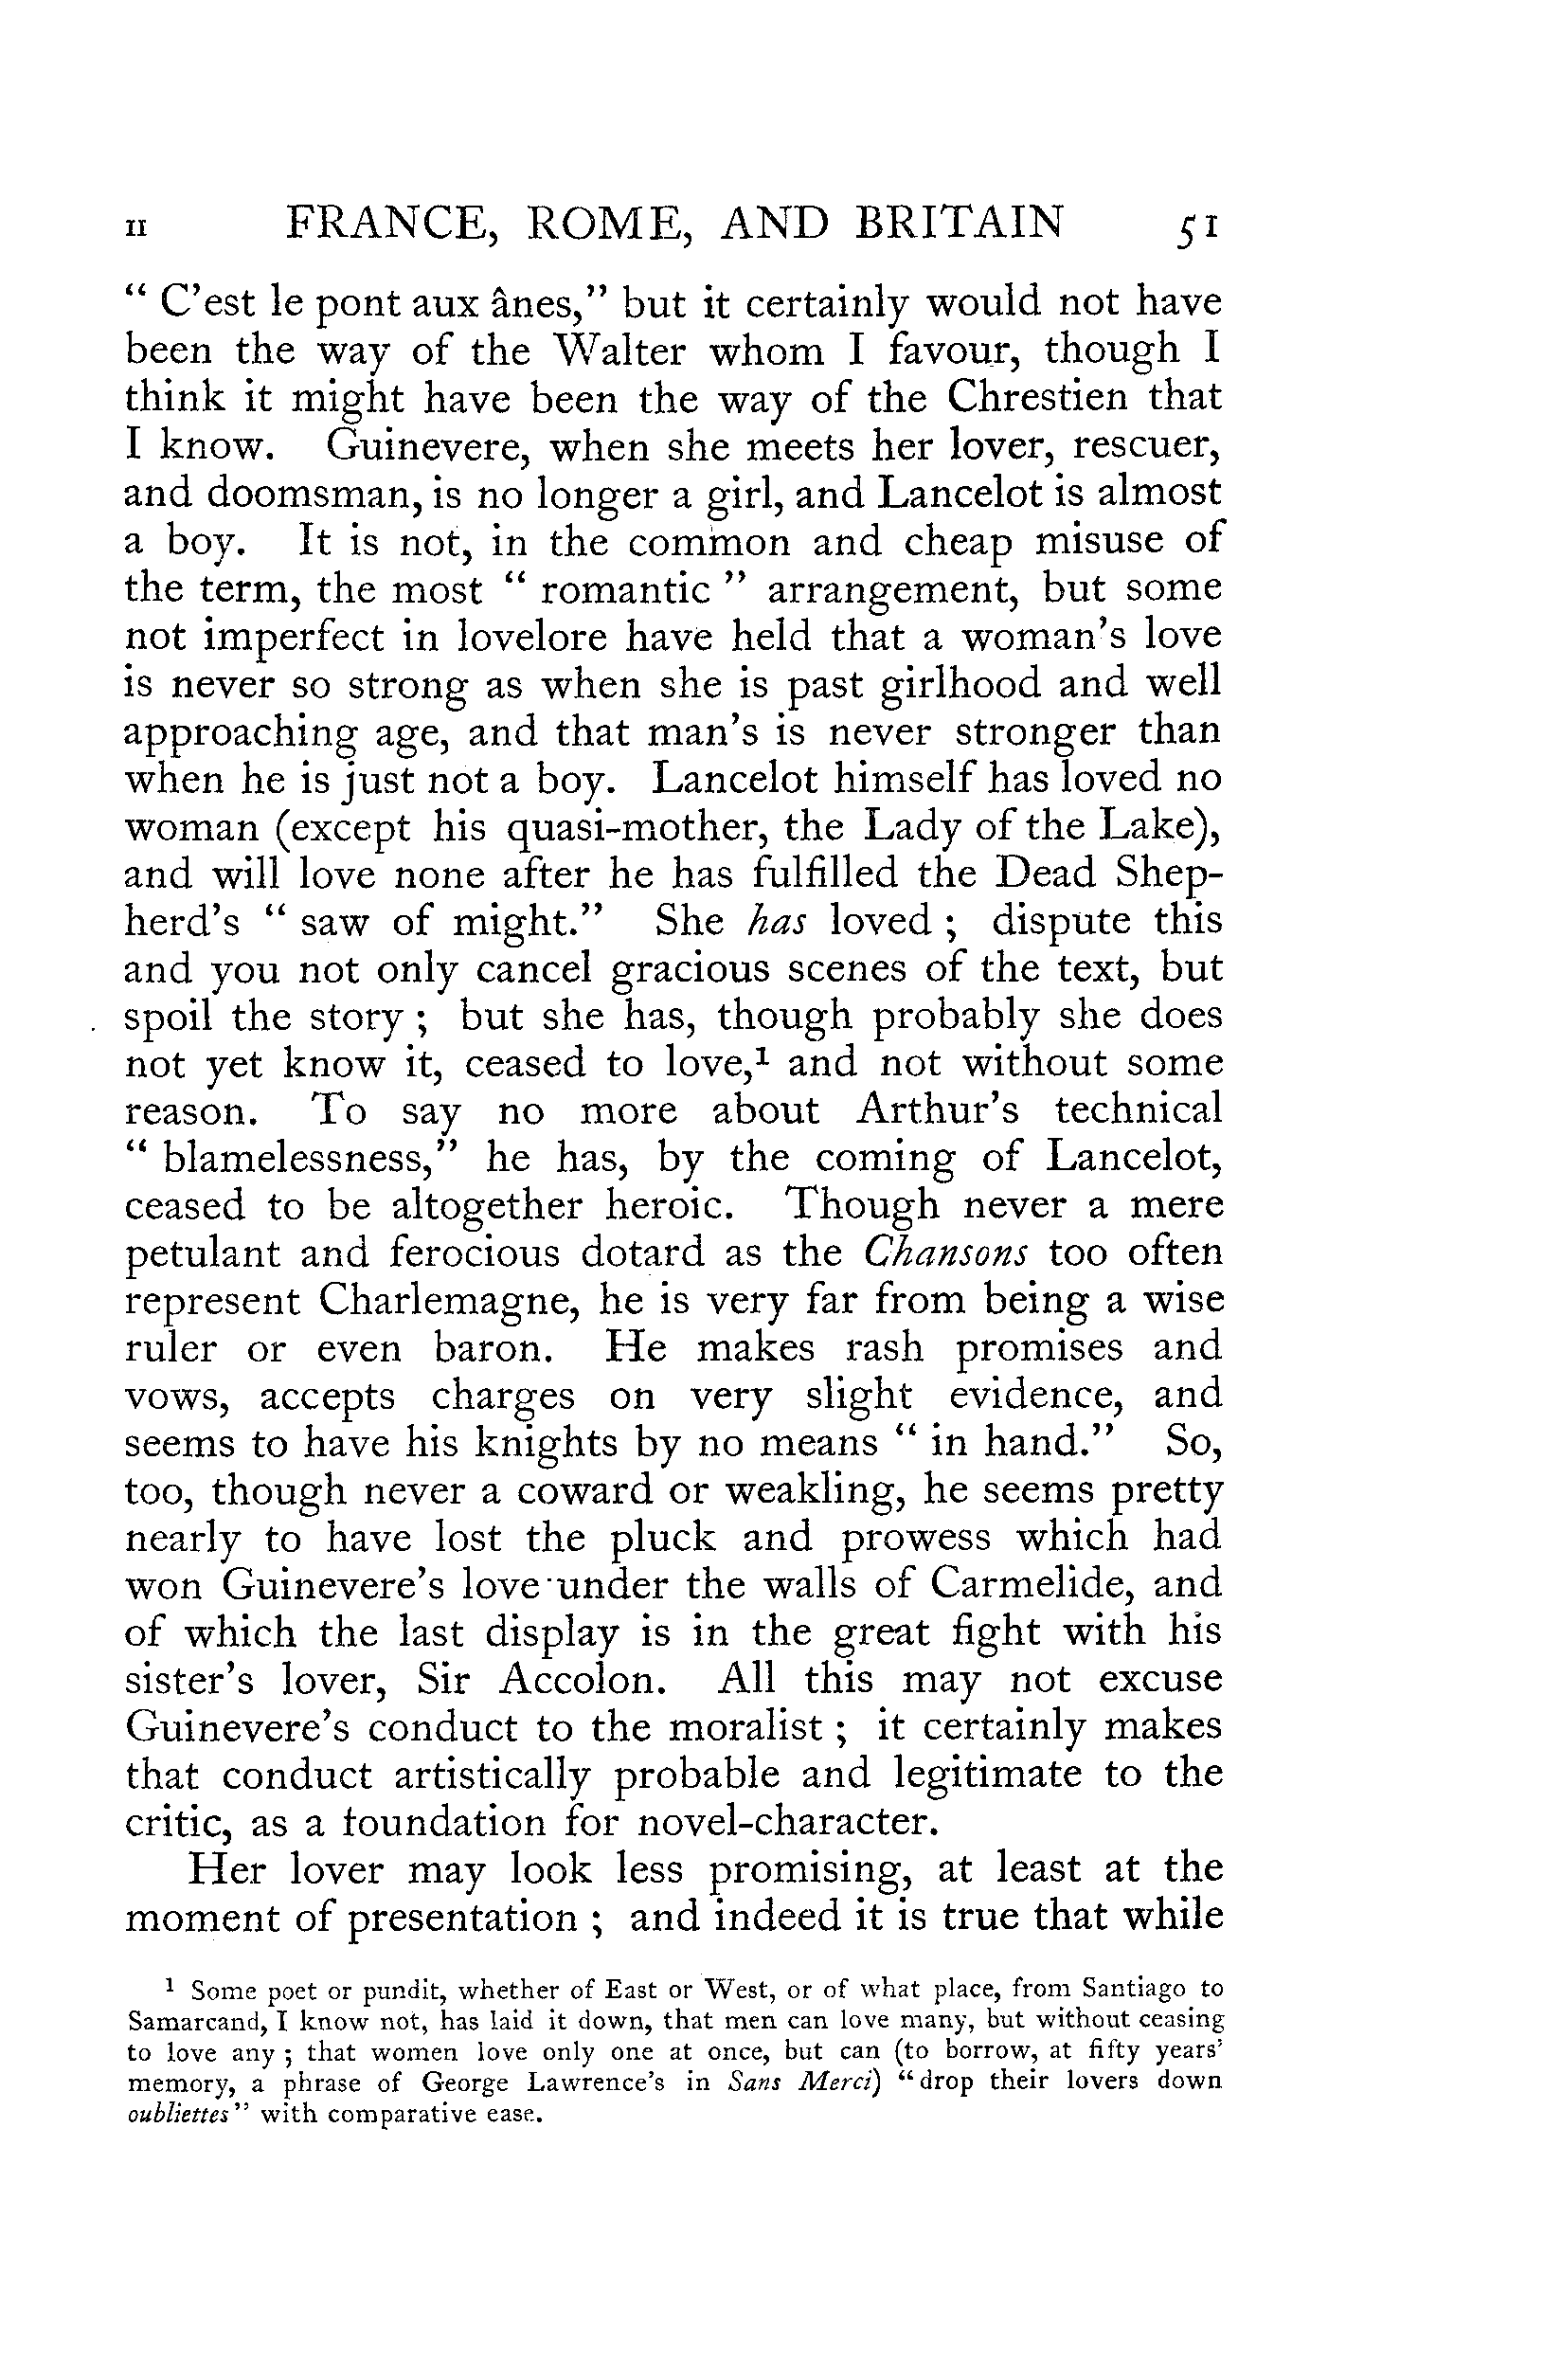 II FRANCE, ROME, AND BRITAIN 51
“ C’est le pont aux ânes,” but it certainly would not have
been the way of the Walter whom I favour, though I
think it might have been the way of the Chrestien that
I know. Guinevere, when she meets her lover, rescuer,
and doomsman, is no longer a girl, and Lancelot is almost
a boy. It is not, in the common and cheap misuse of
the term, the most “ romantic ” arrangement, but some
not imperfect in lovelore have held that a woman’s love
is never so strong as when she is past girlhood and well
approaching age, and that man’s is never stronger than
when he is just not a boy. Lancelot himself has loved no
woman (except his quasi-mother, the Lady of the Lake),
and will love none after he has fulfilled the Dead Shep-
herd’s “ saw of might.” She has loved ; dispute this
and you not only cancel gracious scenes of the text, but
spoil the story ; but she has, though probably she does
not yet know it, ceased to love,¹ and not without some
reason. To say no more about Arthur’s technical
“ blamelessness,” he has, by the coming of Lancelot,
ceased to be altogether heroic. Though never a mere
petulant and ferocious dotard as the Chansons too often
represent Charlemagne, he is very far from being a wise
ruler or even baron. He makes rash promises and
vows, accepts charges on very slight evidence, and
seems to have his knights by no means “ in hand.” So,
too, though never a coward or weakling, he seems pretty
nearly to have lost the pluck and prowess which had
won Guinevere’s love under the walls of Carmelide, and
of which the last display is in the great fight with his
sister’s lover, Sir Accolon. All this may not excuse
Guinevere’s conduct to the moralist ; it certainly makes
that conduct artistically probable and legitimate to the
critic, as a foundation for novel-character.
Her lover may look less promising, at least at the
moment of presentation ; and indeed it is true that while
¹ Some poet or pundit, whether of East or West, or of what place, from Santiago to
Samarcand, I know not, has laid it down, that men can love many, but without ceasing
to love any ; that women love only one at once, but can (to borrow, at fifty years’
memory, a phrase of George Lawrence’s in Sans Merci) “drop their lovers down
oubliettes” with comparative ease.